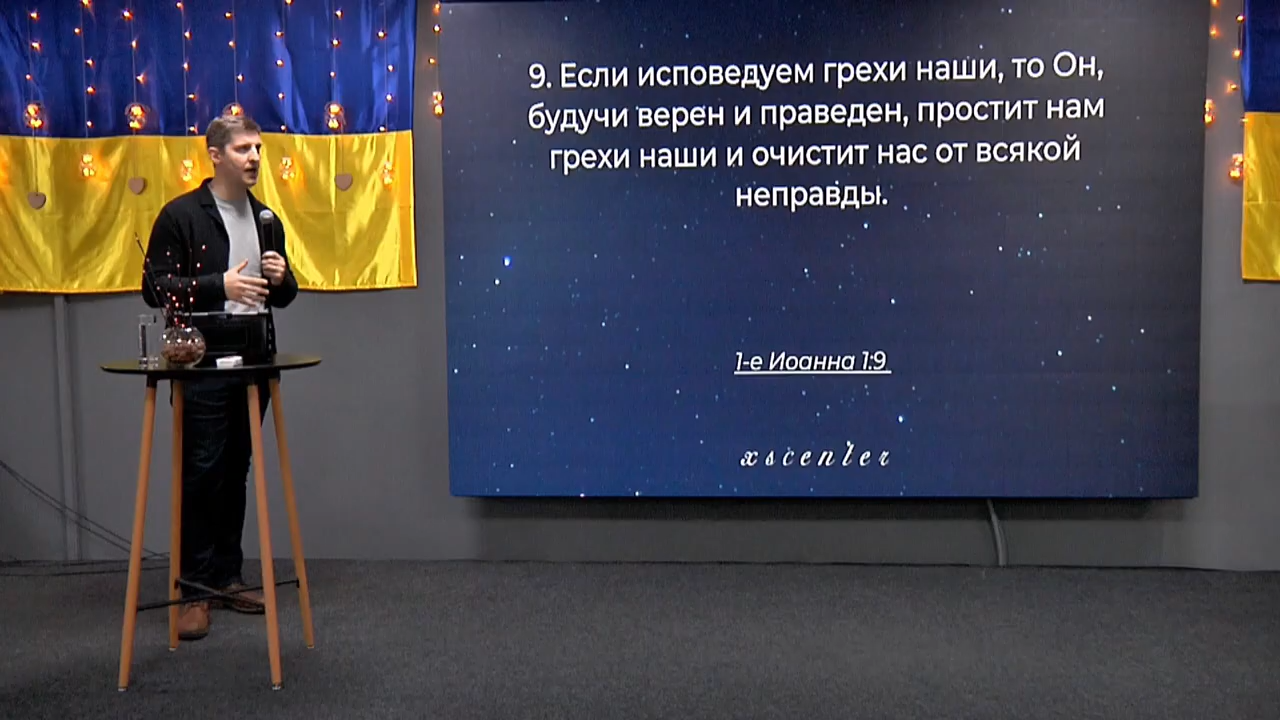 9. Если исповедуем грехи наши, то Он,
будучи верен и праведен, простит нам
грехи наши и очистит нас от всякой
неправды.
1-е Иоанна 1:9
xscenter